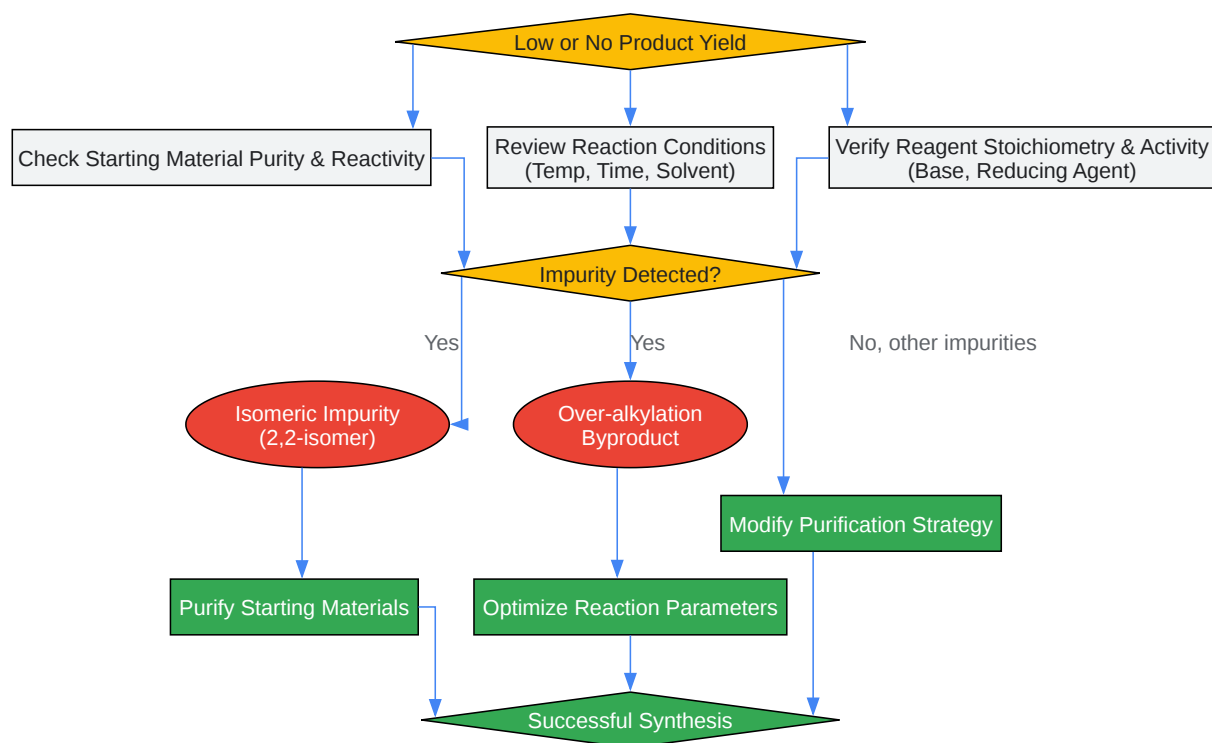 Low or No Product Yield
Check Starting Material Purity & Reactivity
Review Reaction Conditions
(Temp, Time, Solvent)
Verify Reagent Stoichiometry & Activity
(Base, Reducing Agent)
Impurity Detected?
Yes
Yes
No, other impurities
Isomeric Impurity
(2,2-isomer)
Over-alkylation
Byproduct
Modify Purification Strategy
Purify Starting Materials
Optimize Reaction Parameters
Successful Synthesis